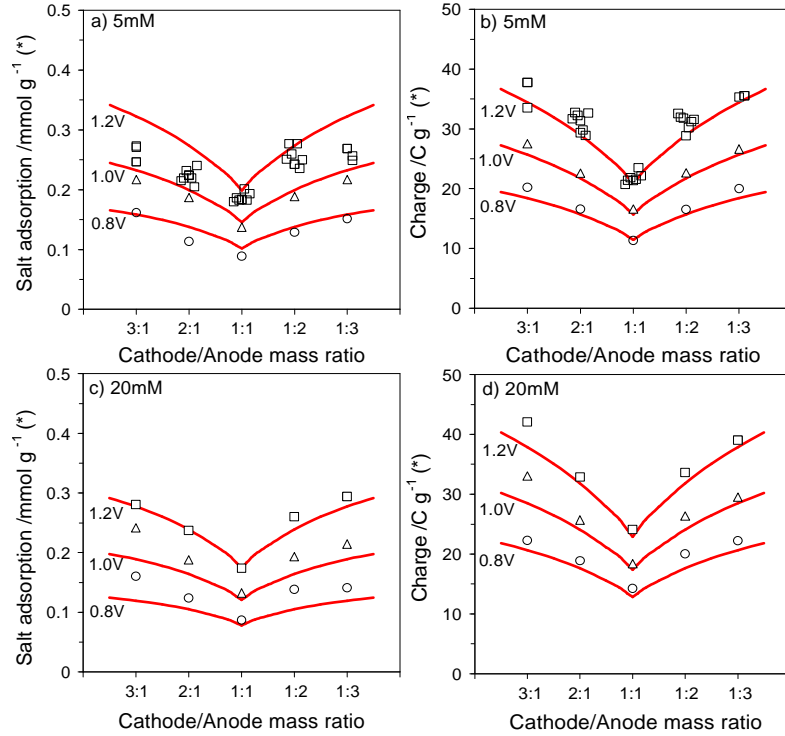 a) 5mM
0.5
0.4
0.3
0.2
0.1
0
Salt adsorption /mmol g⁻¹ (*)
1.2V
1.0V
0.8V
3:1
2:1
1:1
1:2
1:3
Cathode/Anode mass ratio
b) 5mM
50
40
30
20
10
0
Charge /C g⁻¹ (*)
1.2V
1.0V
0.8V
3:1
2:1
1:1
1:2
1:3
Cathode/Anode mass ratio
c) 20mM
0.5
0.4
0.3
0.2
0.1
0
Salt adsorption /mmol g⁻¹ (*)
1.2V
1.0V
0.8V
3:1
2:1
1:1
1:2
1:3
Cathode/Anode mass ratio
d) 20mM
50
40
30
20
10
0
Charge /C g⁻¹ (*)
1.2V
1.0V
0.8V
3:1
2:1
1:1
1:2
1:3
Cathode/Anode mass ratio